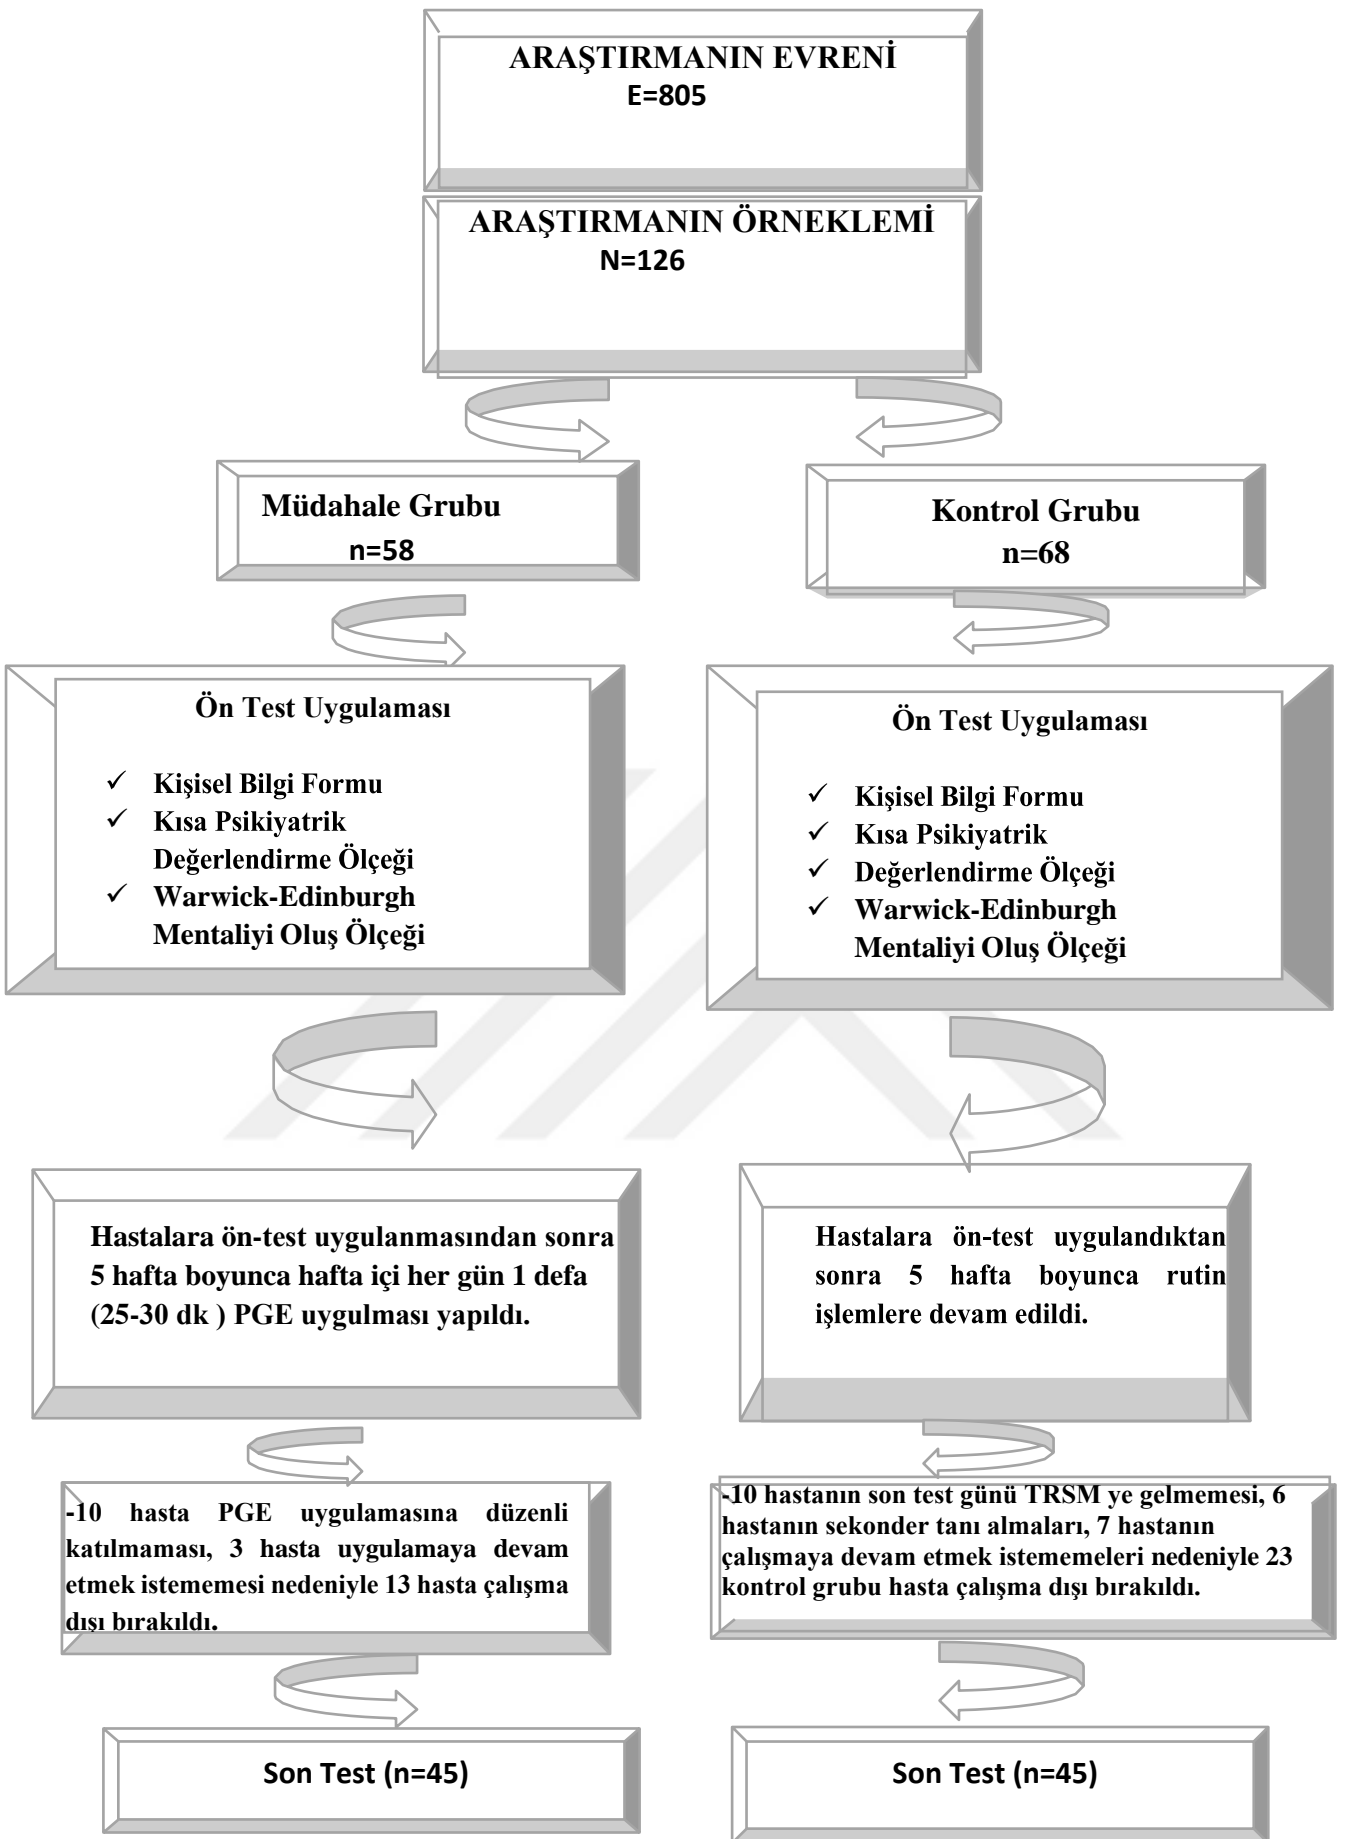 ARAŞTIRMANIN EVRENİ
E=805
ARAŞTIRMANIN ÖRNEKLEMİ
N=126
Müdahale Grubu
n=58
Kontrol Grubu
n=68
Ön Test Uygulaması
✓ Kişisel Bilgi Formu
✓ Kısa Psikiyatrik
Değerlendirme Ölçeği
✓ Warwick-Edinburgh
Mentaliyi Oluş Ölçeği
Ön Test Uygulaması
✓ Kişisel Bilgi Formu
✓ Kısa Psikiyatrik
✓ Değerlendirme Ölçeği
✓ Warwick-Edinburgh
Mentaliyi Oluş Ölçeği
Hastalara ön-test uygulanmasından sonra
5 hafta boyunca hafta içi her gün 1 defa
(25-30 dk ) PGE uygulması yapıldı.
Hastalara ön-test uygulandıktan
sonra 5 hafta boyunca rutin
işlemlere devam edildi.
-10 hasta PGE uygulamasına düzenli
katılmaması, 3 hasta uygulamaya devam
etmek istememesi nedeniyle 13 hasta çalışma
dışı bırakıldı.
-10 hastanın son test günü TRSM ye gelmemesi, 6
hastanın sekonder tanı almaları, 7 hastanın
çalışmaya devam etmek istememeleri nedeniyle 23
kontrol grubu hasta çalışma dışı bırakıldı.
Son Test (n=45)
Son Test (n=45)